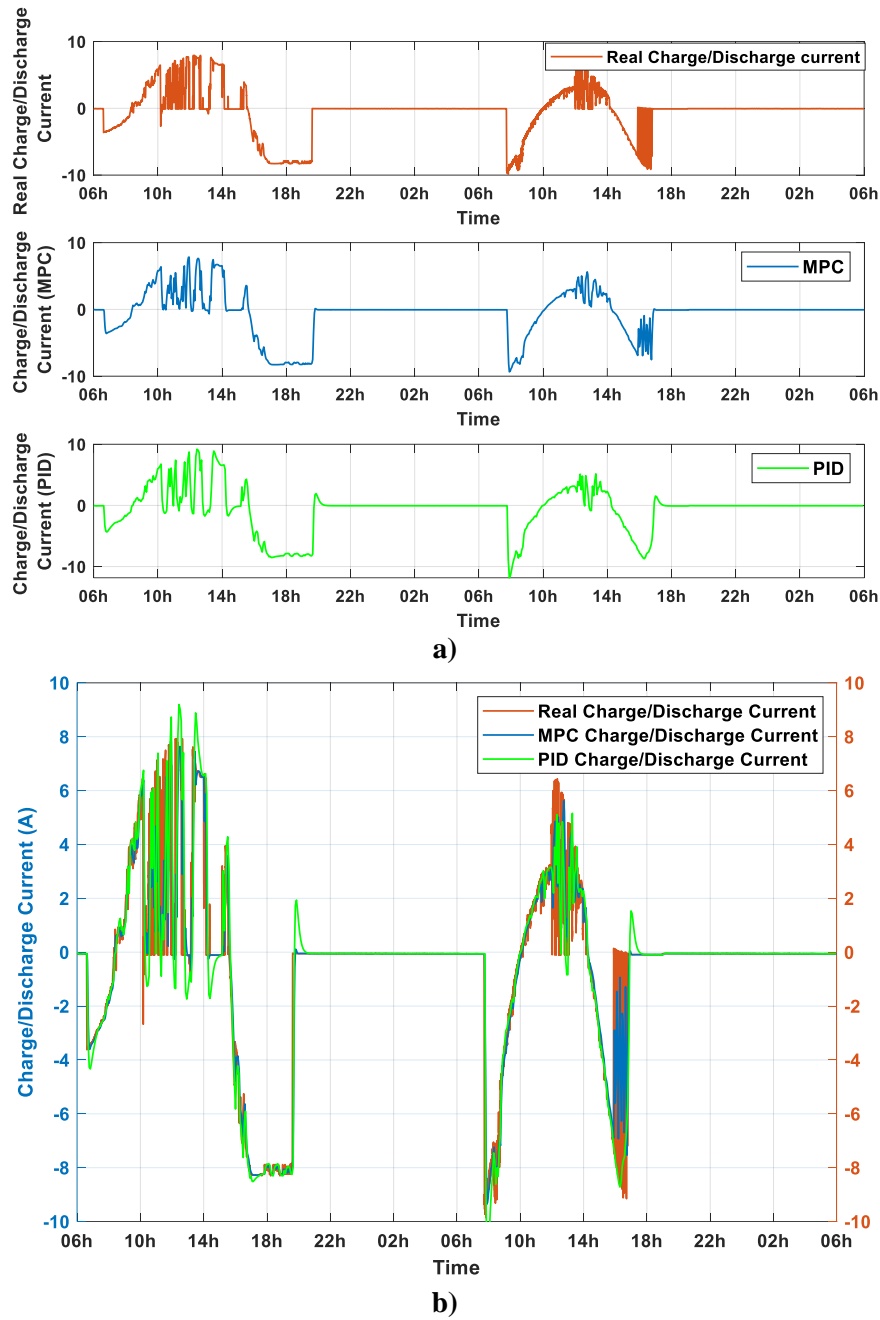 Real Charge/Discharge
Current
10
0
-10
Real Charge/Discharge current
06h 10h 14h 18h 22h 02h 06h 10h 14h 18h 22h 02h 06h
Time
Charge/Discharge
Current (MPC)
10
0
-10
MPC
06h 10h 14h 18h 22h 02h 06h 10h 14h 18h 22h 02h 06h
Time
Charge/Discharge
Current (PID)
10
0
-10
PID
06h 10h 14h 18h 22h 02h 06h 10h 14h 18h 22h 02h 06h
Time
a)
Charge/Discharge Current (A)
10 10
8 8
6 6
4 4
2 2
0 0
-2 -2
-4 -4
-6 -6
-8 -8
-10 -10
Real Charge/Discharge Current
MPC Charge/Discharge Current
PID Charge/Discharge Current
06h 10h 14h 18h 22h 02h 06h 10h 14h 18h 22h 02h 06h
Time
b)